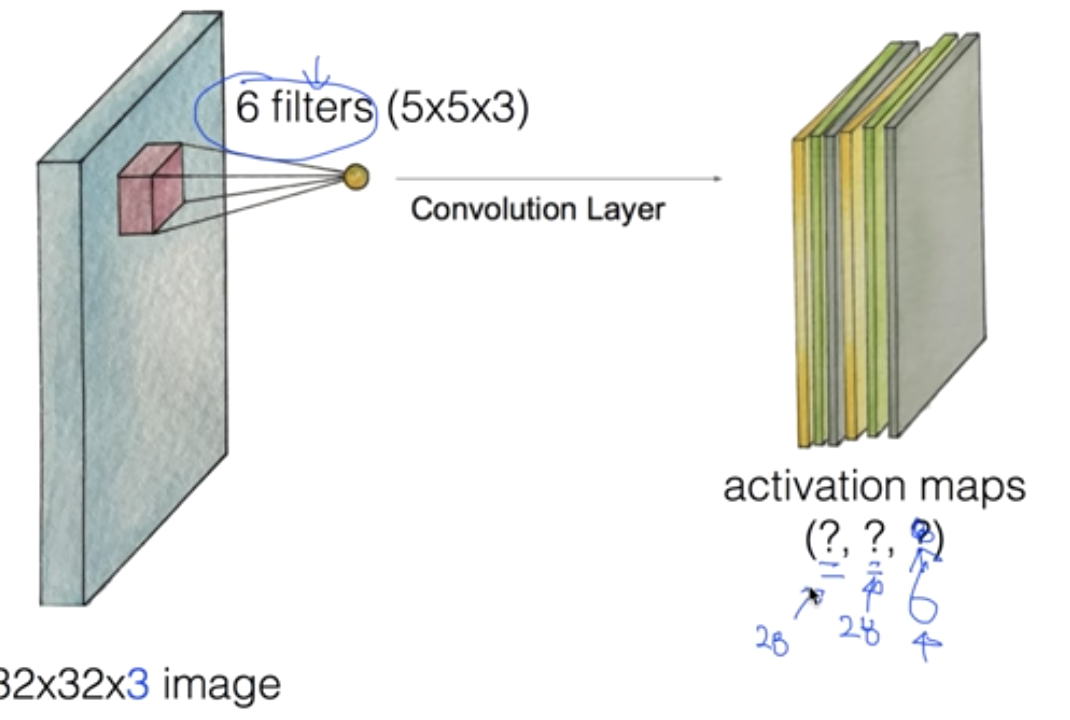 6 filters (5x5x3)
Convolution Layer
activation maps
(?, ?, ?)
28 28 6
32x32x3 image